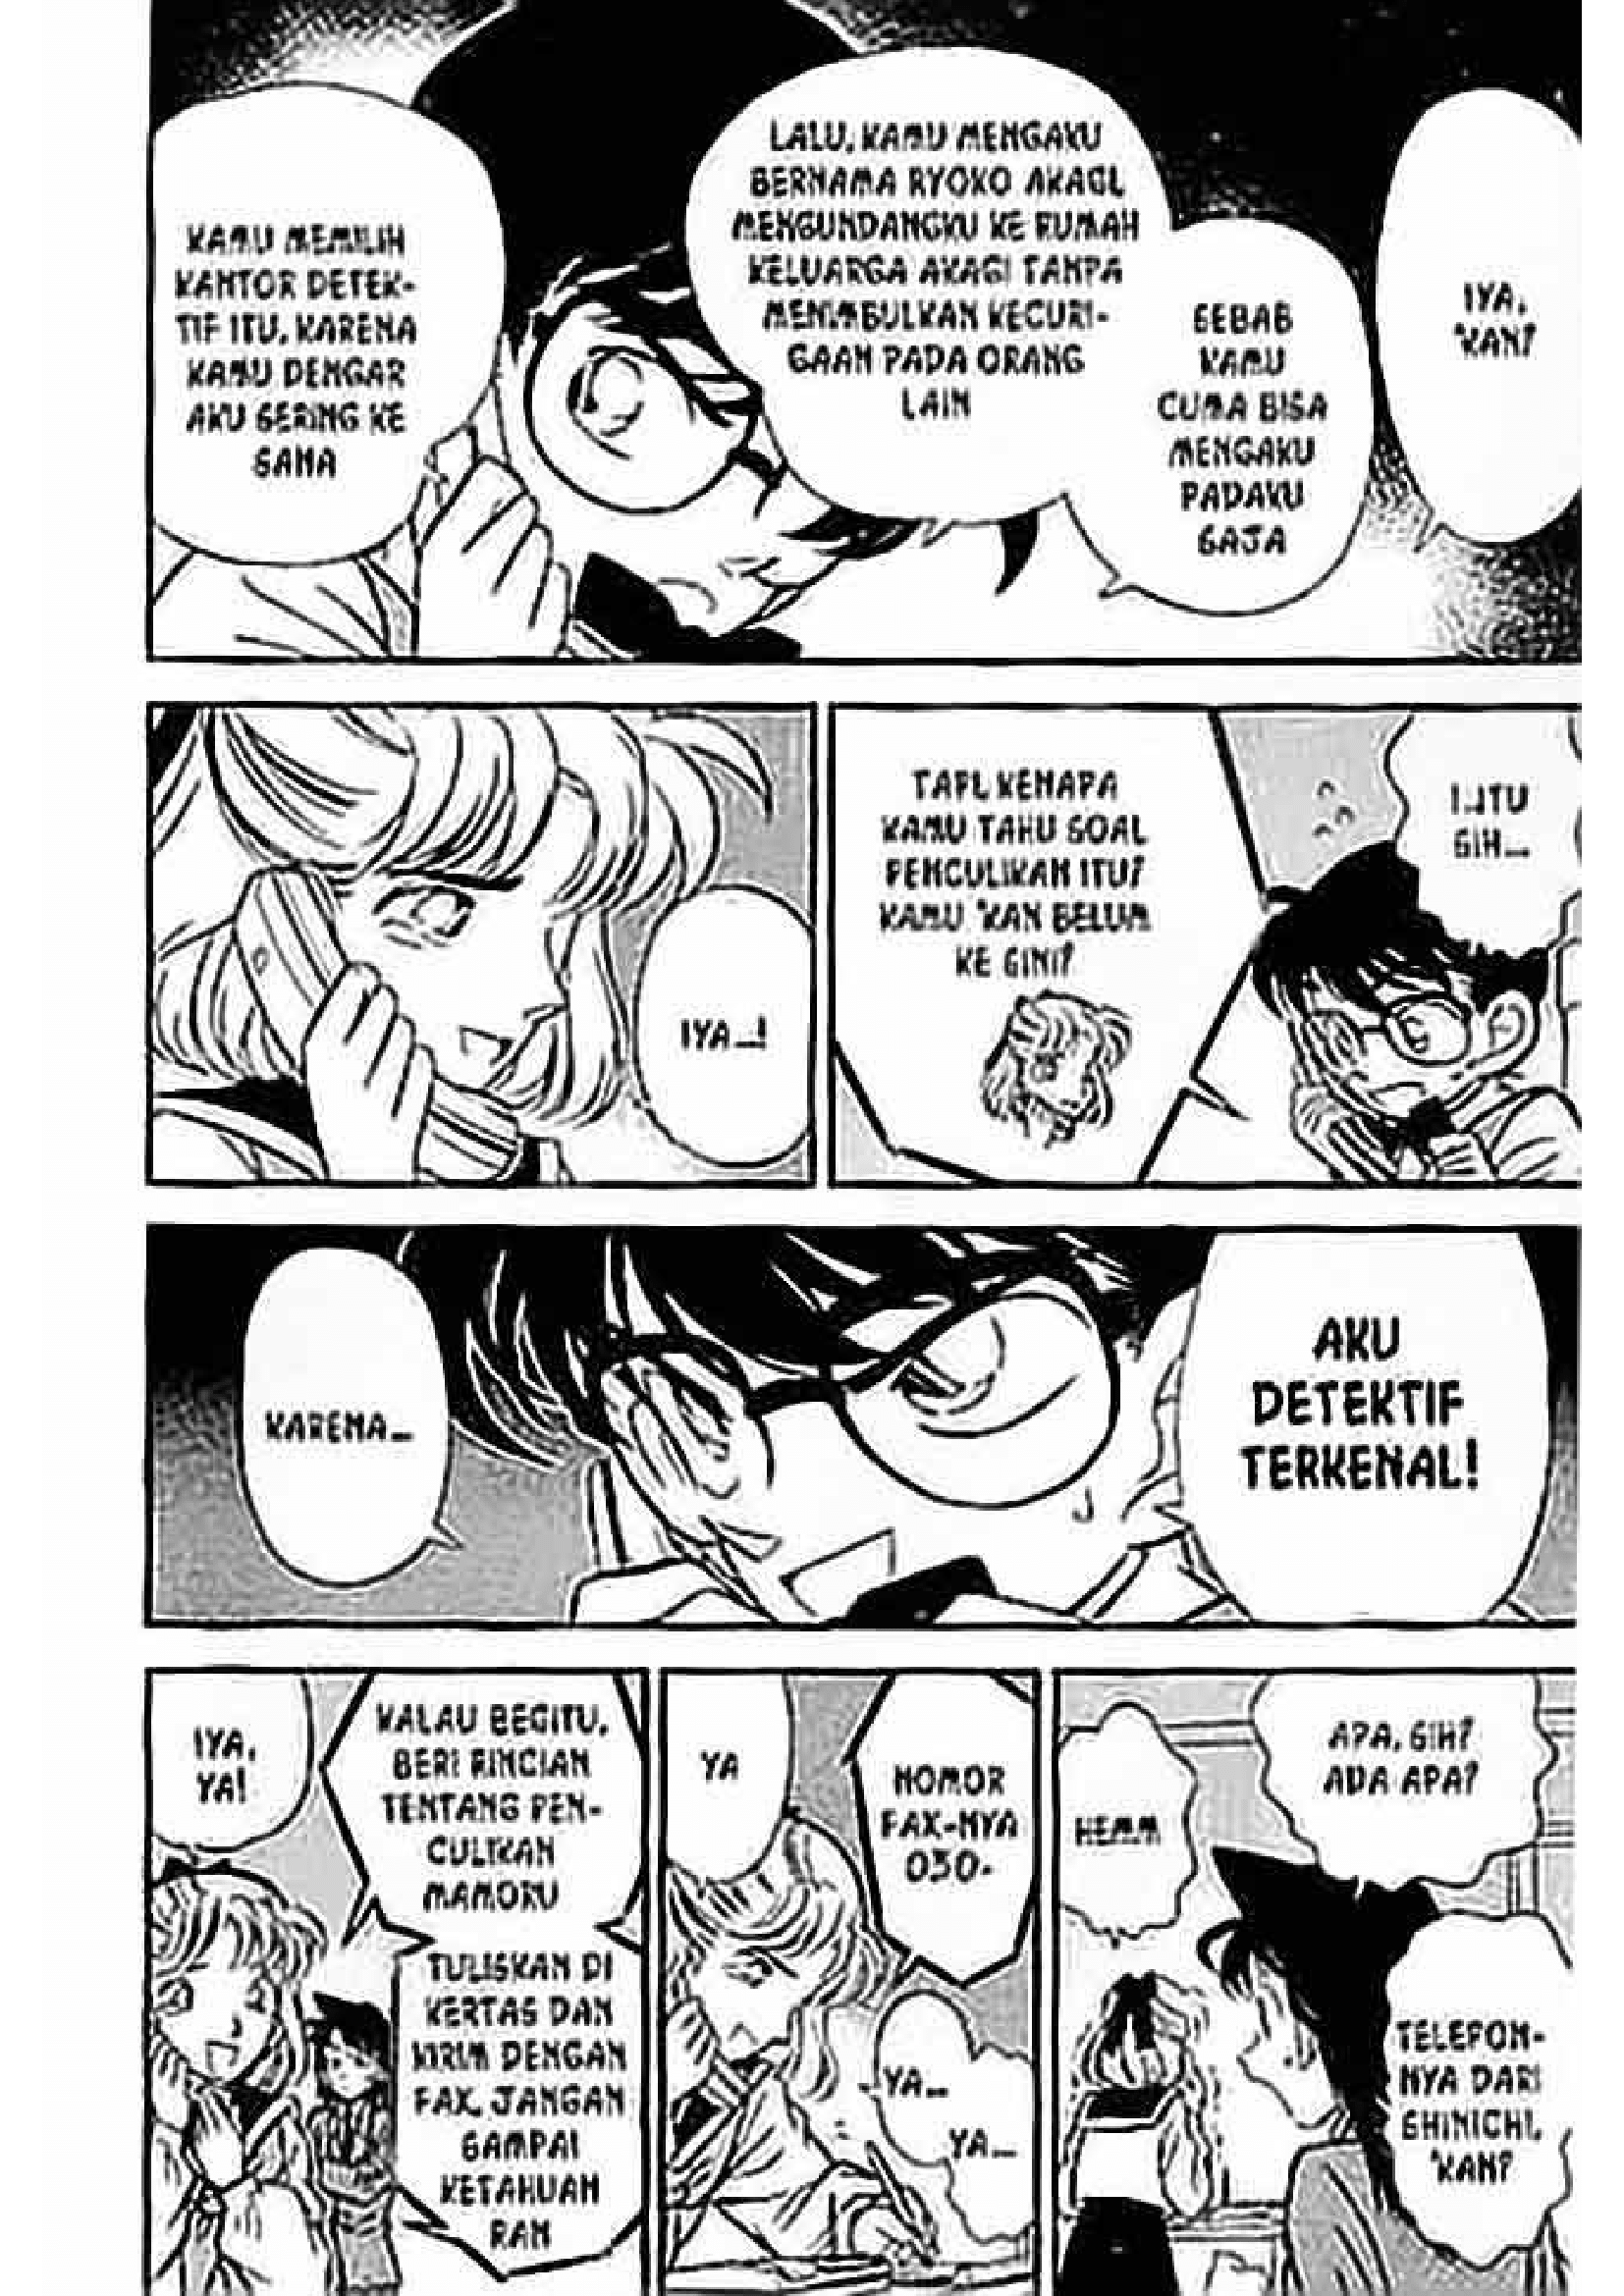 IYA,
'KAN?
SEBAB
KAMU
CUMA BISA
MENGAKU
PADAKU
SAJA
LALU, KAMU MENGAKU
BERNAMA RYOKO AKAGI,
MENGUNDANGKU KE RUMAH
KELUARGA AKAGI TANPA
MENIMBULKAN KECURI-
GAAN PADA ORANG
LAIN
KAMU MEMILIH
KANTOR DETEK-
TIF ITU, KARENA
KAMU DENGAR
AKU SERING KE
SANA
I...ITU
SIH...
TAPI, KENAPA
KAMU TAHU SOAL
PENCULIKAN ITU?
KAMU 'KAN BELUM
KE SINI?
IYA...!
AKU
DETEKTIF
TERKENAL!
KARENA...
APA, SIH?
ADA APA?
TELEPON-
NYA DARI
SHINICHI,
'KAN?
HEMM
NOMOR
FAX-NYA
030-
YA
YA...
YA...
KALAU BEGITU,
BERI RINCIAN
TENTANG PEN-
CULIKAN
MAMORU
TULISKAN DI
KERTAS DAN
KIRIM DENGAN
FAX. JANGAN
SAMPAI
KETAHUAN
RAN
IYA,
YA!